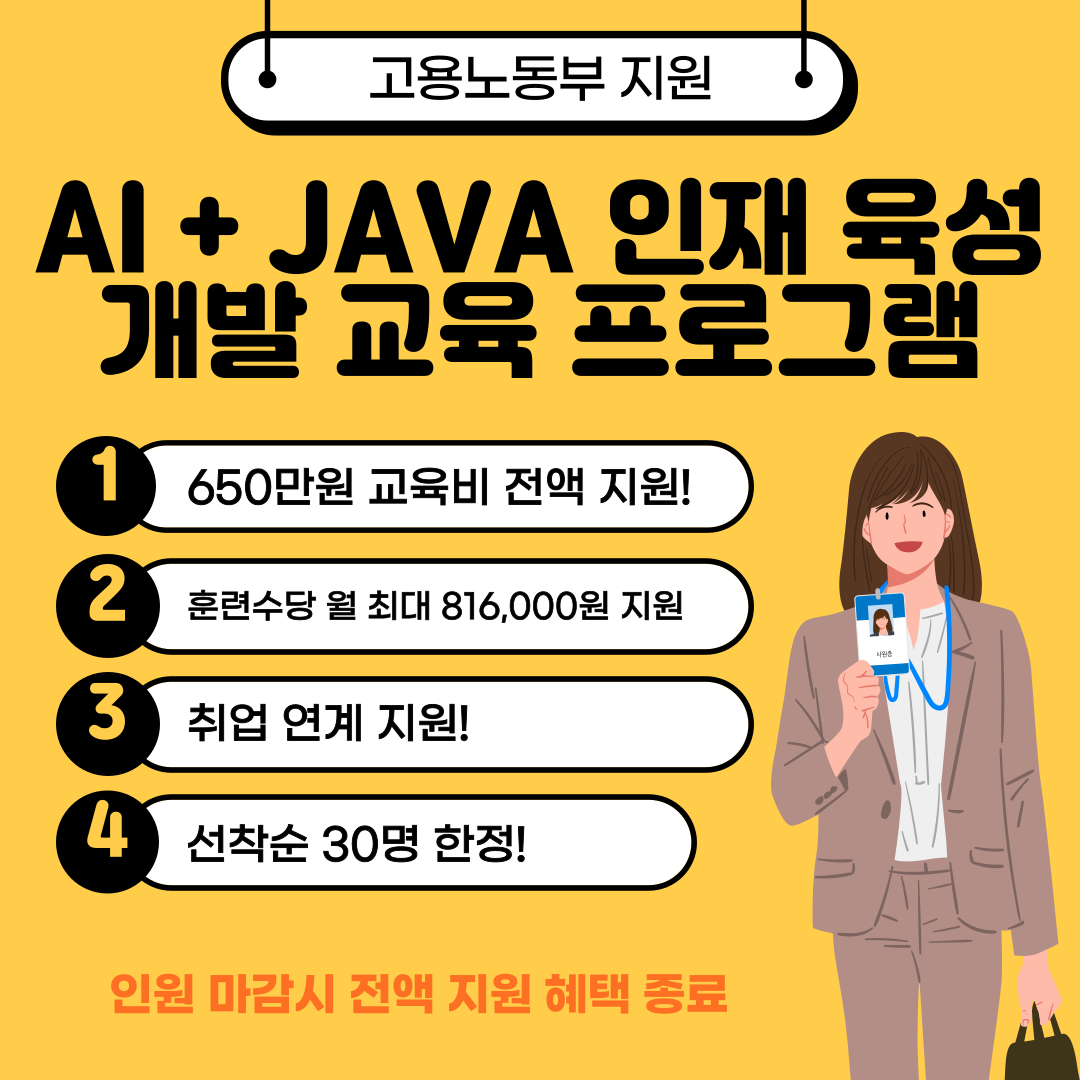 고용노동부 지원
AI + JAVA 인재 육성
개발 교육 프로그램
1
650만원 교육비 전액 지원!
2
훈련수당 월 최대 816,000원 지원
3
취업 연계 지원!
4
선착순 30명 한정!
사원증
인원 마감시 전액 지원 혜택 종료